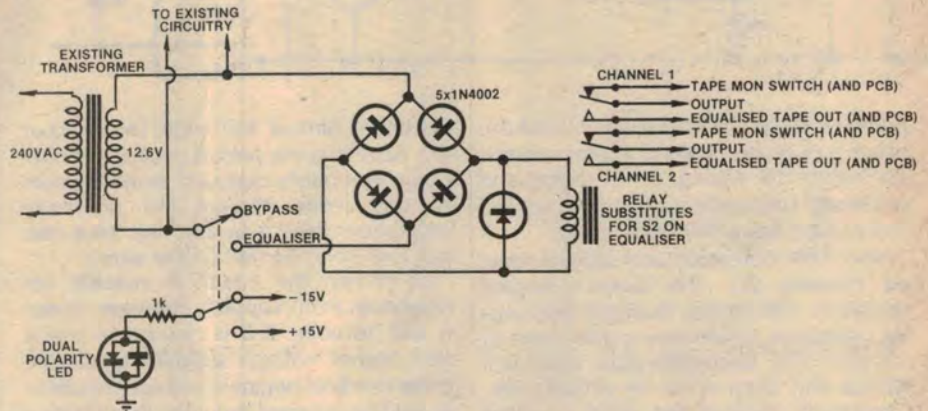 TO EXISTING
CIRCUITRY
EXISTING
TRANSFORMER
240VAC
12.6V
5x1N4002
BYPASS
EQUALISER
1k
−15V
+15V
DUAL
POLARITY
LED
CHANNEL 1
TAPE MON SWITCH (AND PCB)
OUTPUT
EQUALISED TAPE OUT (AND PCB)
TAPE MON SWITCH (AND PCB)
OUTPUT
EQUALISED TAPE OUT (AND PCB)
CHANNEL 2
RELAY
SUBSTITUTES
FOR S2 ON
EQUALISER